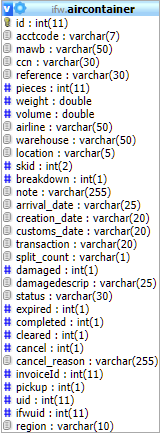 ifw.aircontainer
id : int(11)
acctcode : varchar(7)
mawb : varchar(50)
ccn : varchar(30)
reference : varchar(30)
pieces : int(11)
weight : double
volume : double
airline : varchar(50)
warehouse : varchar(50)
location : varchar(5)
skid : int(2)
breakdown : int(1)
note : varchar(255)
arrival_date : varchar(25)
creation_date : varchar(20)
customs_date : varchar(20)
transaction : varchar(20)
split_count : varchar(1)
damaged : int(1)
damagedescrip : varchar(25)
status : varchar(30)
expired : int(1)
completed : int(1)
cleared : int(1)
cancel : int(1)
cancel_reason : varchar(255)
invoiceId : int(11)
pickup : int(1)
uid : int(11)
ifwuid : int(11)
region : varchar(10)